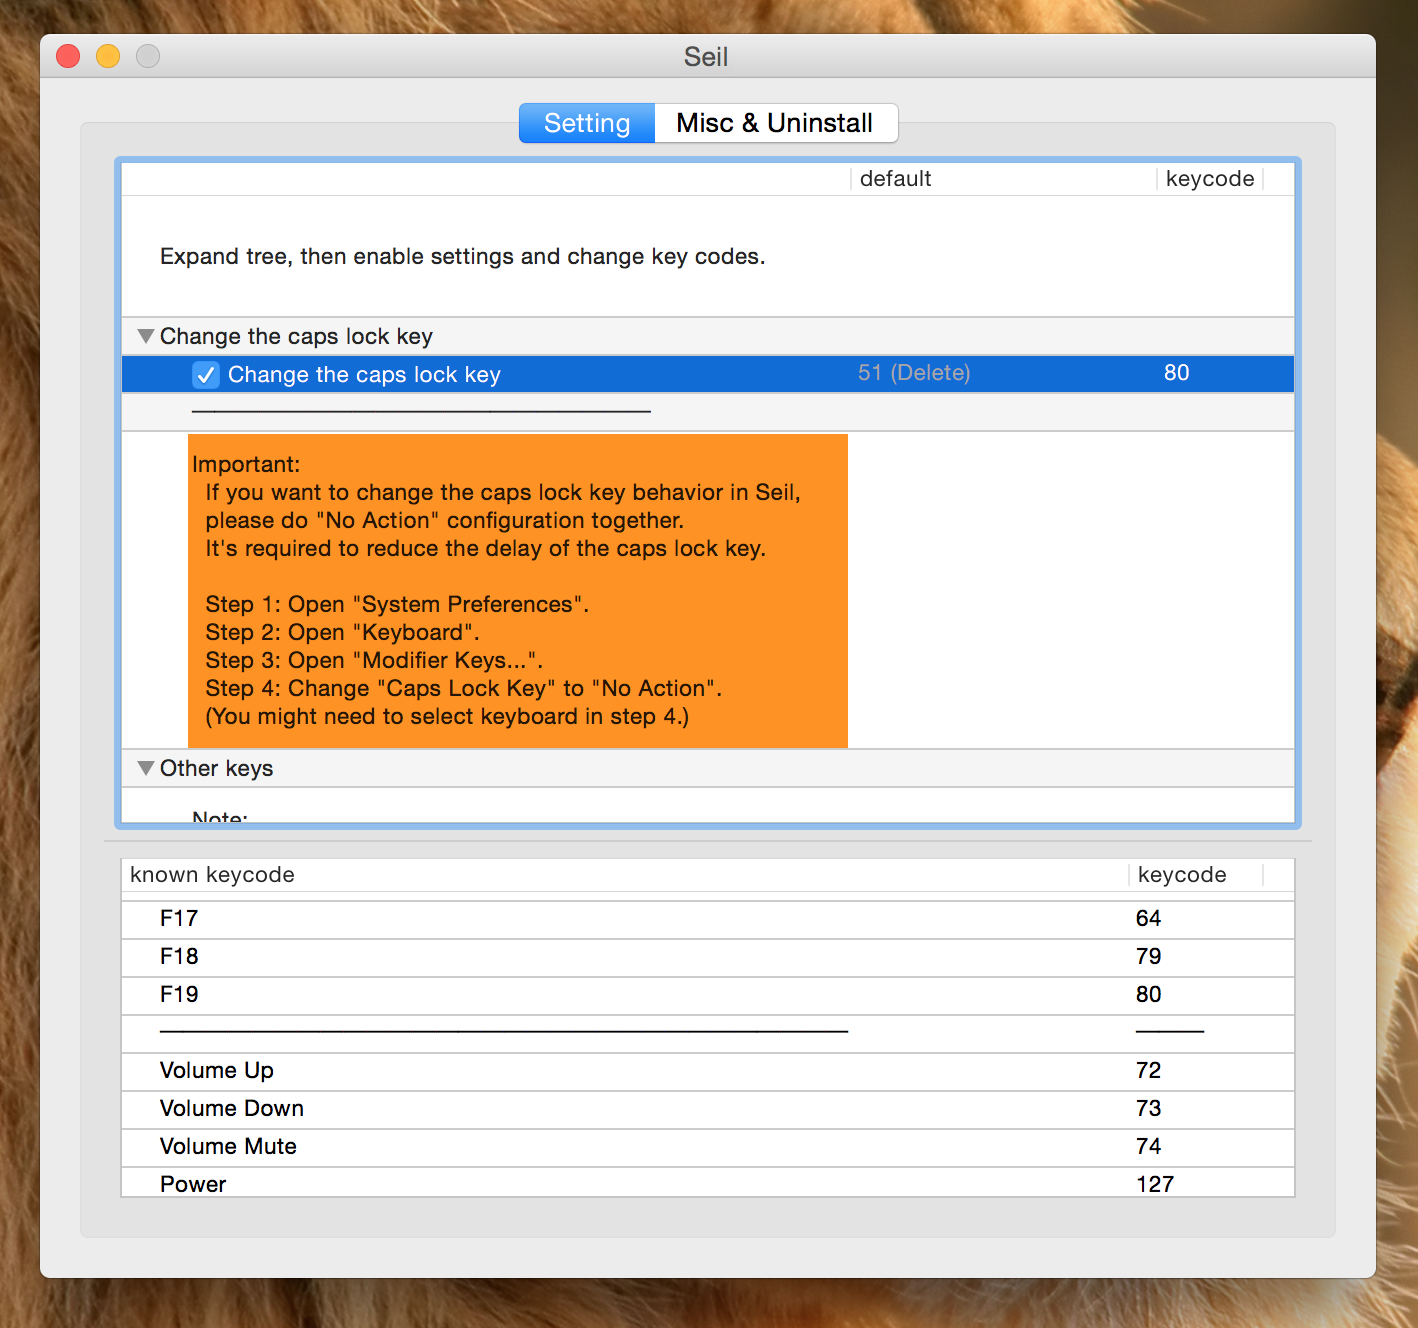 Seil
Setting Misc & Uninstall
default keycode
Expand tree, then enable settings and change key codes.
Change the caps lock key
Change the caps lock key 51 (Delete) 80
Important:
If you want to change the caps lock key behavior in Seil,
please do "No Action" configuration together.
It's required to reduce the delay of the caps lock key.
Step 1: Open "System Preferences".
Step 2: Open "Keyboard".
Step 3: Open "Modifier Keys...".
Step 4: Change "Caps Lock Key" to "No Action".
(You might need to select keyboard in step 4.)
Other keys
Note:
known keycode keycode
F17 64
F18 79
F19 80
Volume Up 72
Volume Down 73
Volume Mute 74
Power 127